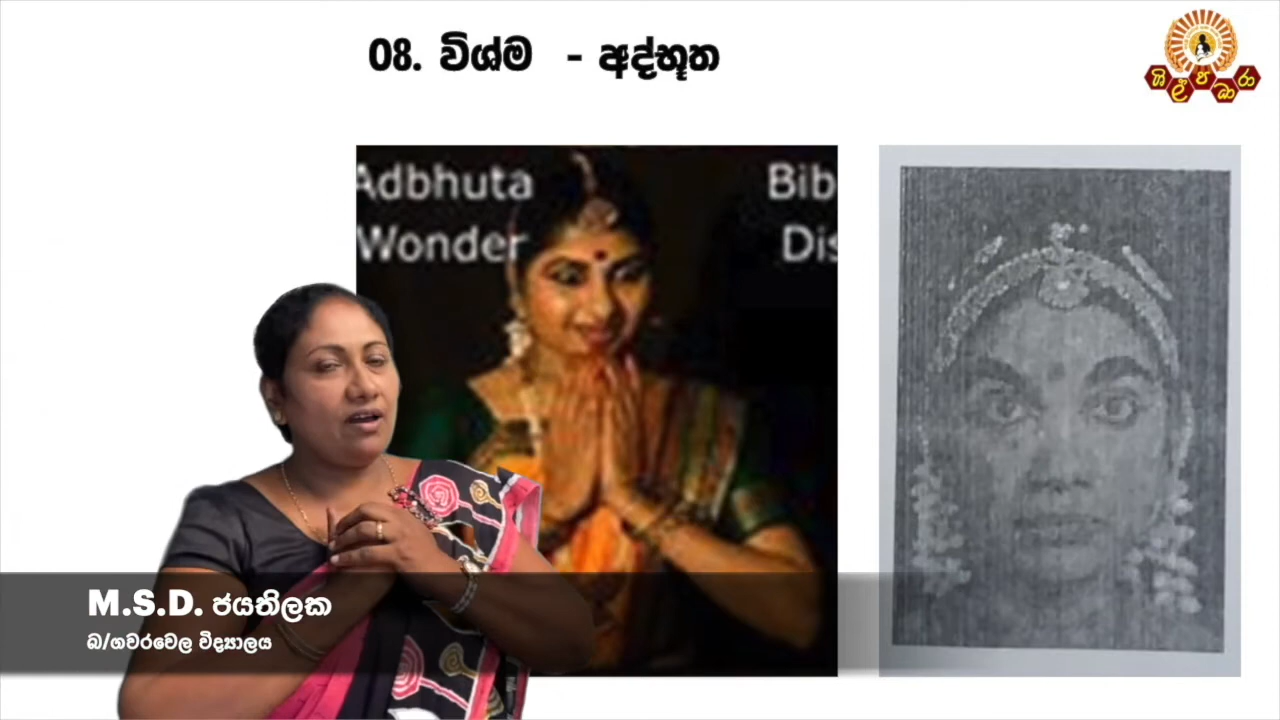 08. විශ්ම - අද්භූත
ශිල්ප ධාරා
Adbhuta
Wonder
Bib
Dis
M.S.D. ජයතිලක
බ/ගවරවෙල විද්‍යාලය